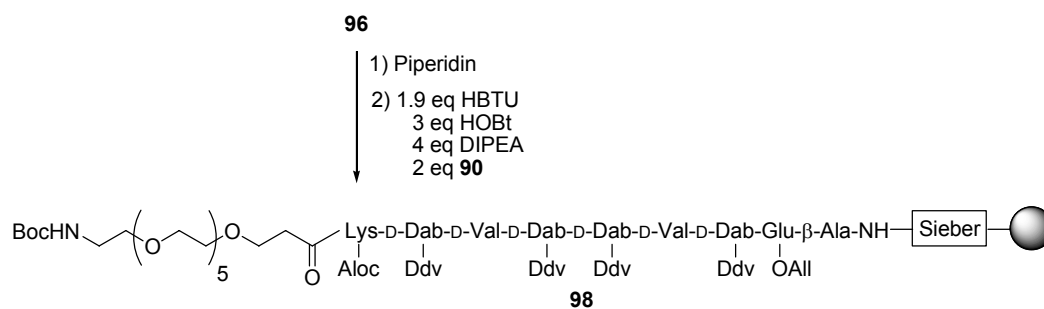 96
1) Piperidin
2) 1.9 eq HBTU
3 eq HOBt
4 eq DIPEA
2 eq 90
BocHN O 5 O O Lys-D-Dab-D-Val-D-Dab-D-Dab-D-Val-D-Dab-Glu-β-Ala-NH Sieber
Aloc Ddv Ddv Ddv Ddv OAll
98